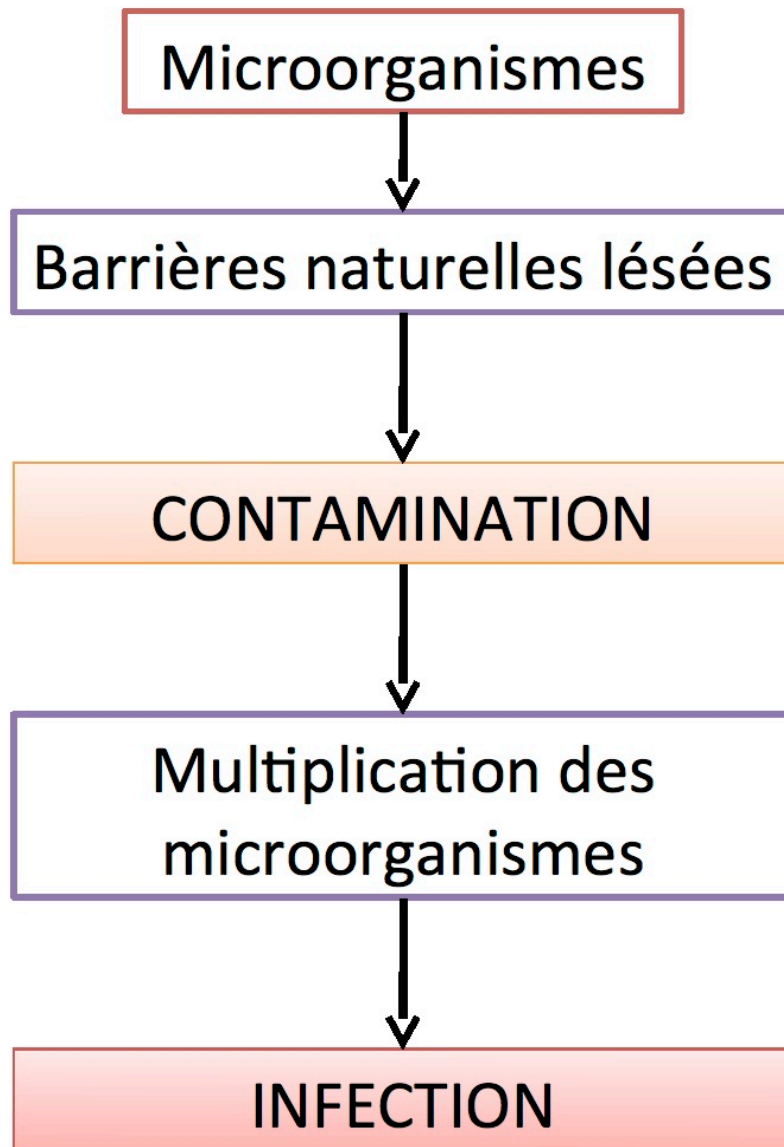 Microorganismes
Barrières naturelles lésées
CONTAMINATION
Multiplication des
microorganismes
INFECTION